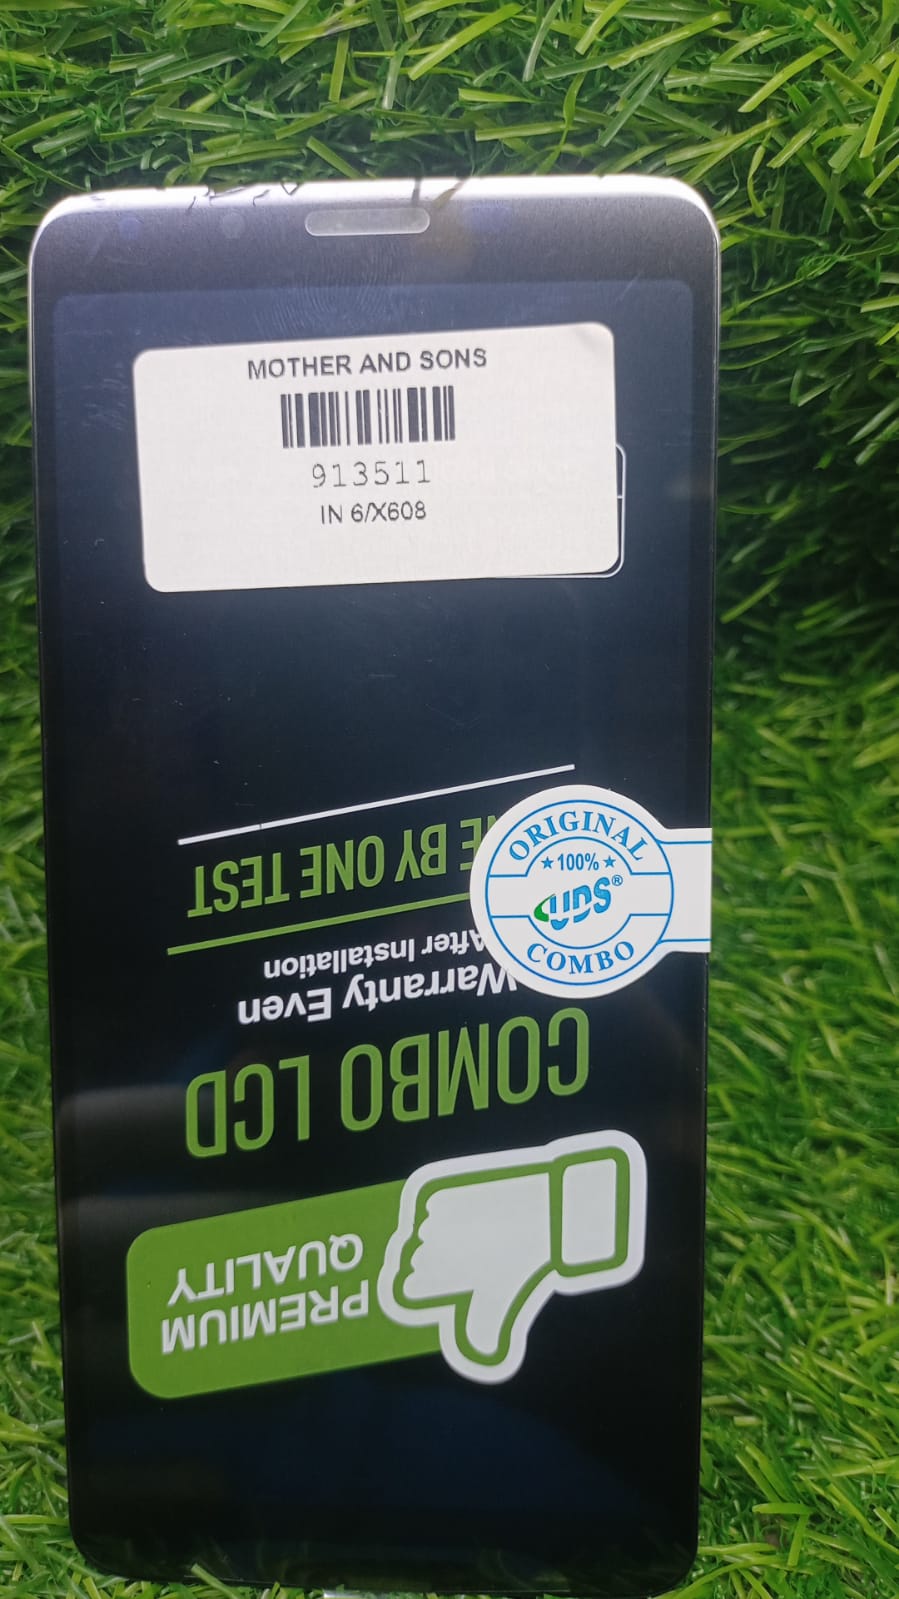 MOTHER AND SONS
913511
IN 6/X608
ORIGINAL
100%
UDS®
COMBO
PREMIUM
QUALITY
COMBO LCD
Warranty Even
After Installation
BY ONE TEST